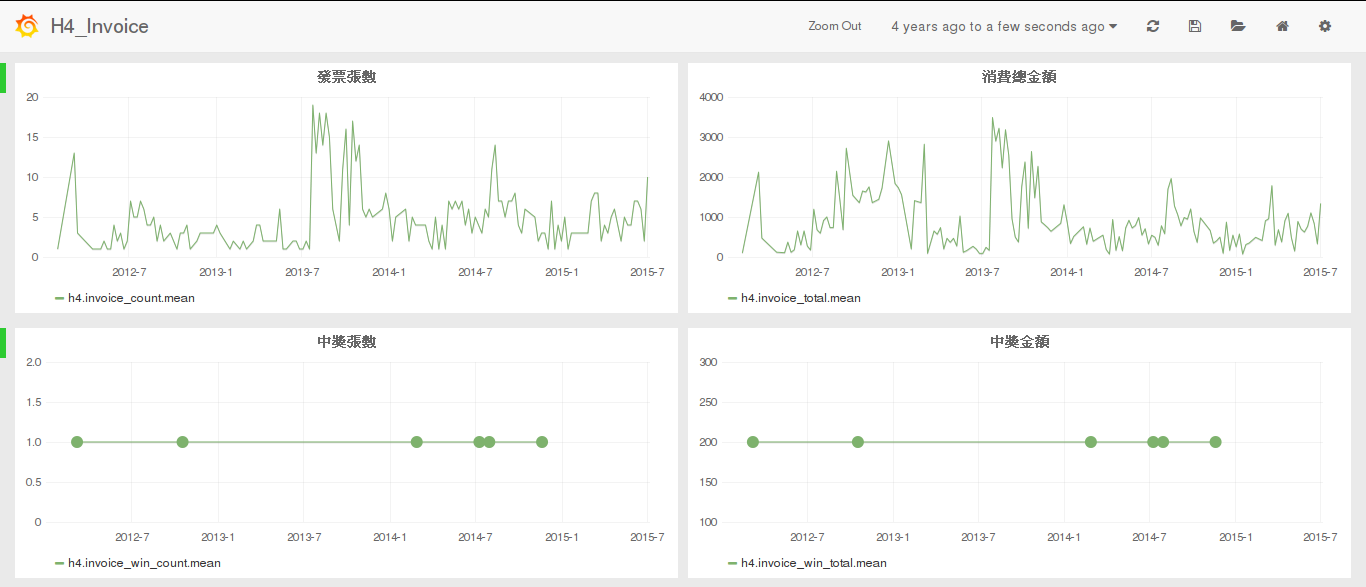 H4_Invoice
Zoom Out
4 years ago to a few seconds ago
發票張數
20
15
10
5
0
2012-7 2013-1 2013-7 2014-1 2014-7 2015-1 2015-7
h4.invoice_count.mean
消費總金額
4000
3000
2000
1000
0
2012-7 2013-1 2013-7 2014-1 2014-7 2015-1 2015-7
h4.invoice_total.mean
中獎張數
2.0
1.5
1.0
0.5
0
2012-7 2013-1 2013-7 2014-1 2014-7 2015-1 2015-7
h4.invoice_win_count.mean
中獎金額
300
250
200
150
100
2012-7 2013-1 2013-7 2014-1 2014-7 2015-1 2015-7
h4.invoice_win_total.mean